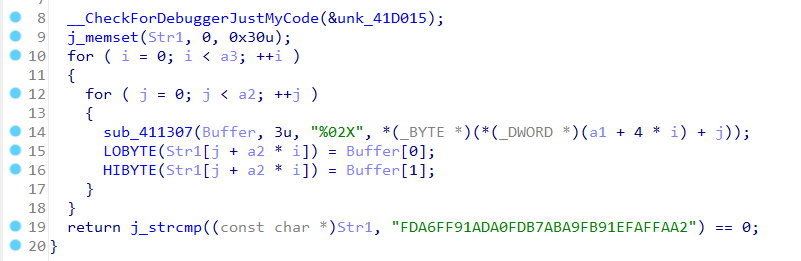 8 __CheckForDebuggerJustMyCode(&unk_41D015);
9 j_memset(Str1, 0, 0x30u);
10 for ( i = 0; i < a3; ++i )
11 {
12 for ( j = 0; j < a2; ++j )
13 {
14 sub_411307(Buffer, 3u, "%02X", *(_BYTE *)(*(_DWORD *)(a1 + 4 * i) + j));
15 LOBYTE(Str1[j + a2 * i]) = Buffer[0];
16 HIBYTE(Str1[j + a2 * i]) = Buffer[1];
17 }
18 }
19 return j_strcmp((const char *)Str1, "FDA6FF91ADA0FDB7ABA9FB91EFAFFAA2") == 0;
20 }